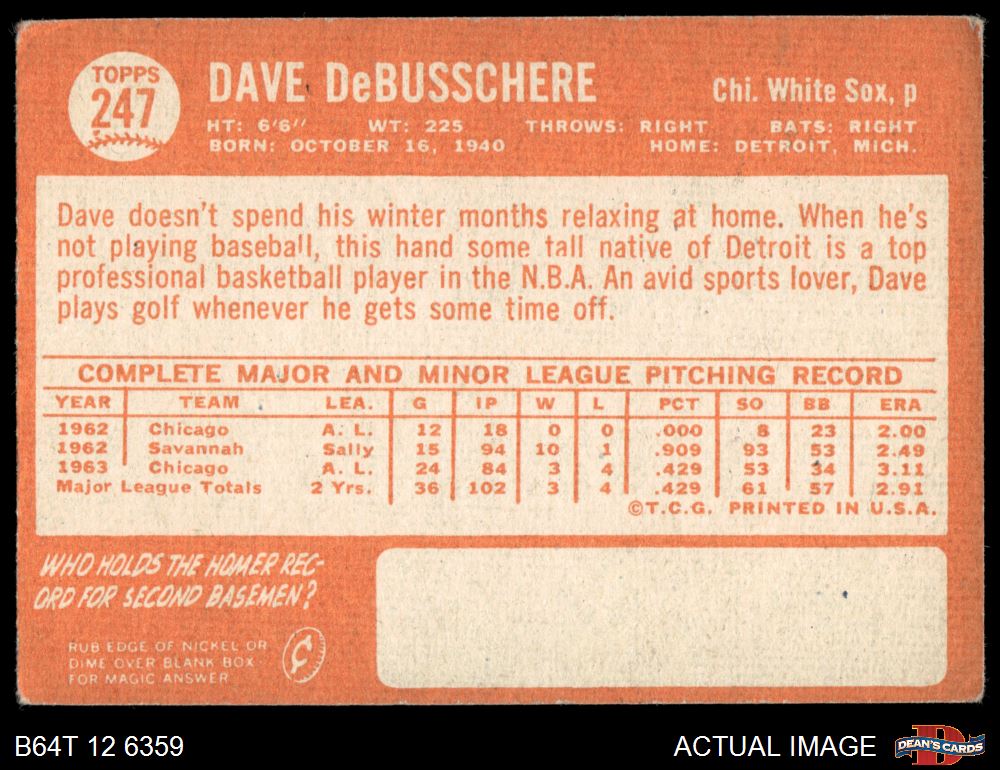 TOPPS
247
DAVE DeBUSSCHERE
Chi. White Sox, p
HT: 6'6" WT: 225 THROWS: RIGHT BATS: RIGHT
BORN: OCTOBER 16, 1940 HOME: DETROIT, MICH.
Dave doesn't spend his winter months relaxing at home. When he's
not playing baseball, this hand some tall native of Detroit is a top
professional basketball player in the N.B.A. An avid sports lover, Dave
plays golf whenever he gets some time off.
COMPLETE MAJOR AND MINOR LEAGUE PITCHING RECORD
YEAR TEAM LEA. G IP W L PCT SO BB ERA
1962 Chicago A. L. 12 18 0 0 .000 8 23 2.00
1962 Savannah Sally 15 94 10 1 .909 93 53 2.49
1963 Chicago A. L. 24 84 3 4 .429 53 34 3.11
Major League Totals 2 Yrs. 36 102 3 4 .429 61 57 2.91
©T.C.G. PRINTED IN U.S.A.
WHO HOLDS THE HOMER REC-
ORD FOR SECOND BASEMEN?
RUB EDGE OF NICKEL OR
DIME OVER BLANK BOX
FOR MAGIC ANSWER
¢
B64T 12 6359
ACTUAL IMAGE
D
DEAN'S CARDS